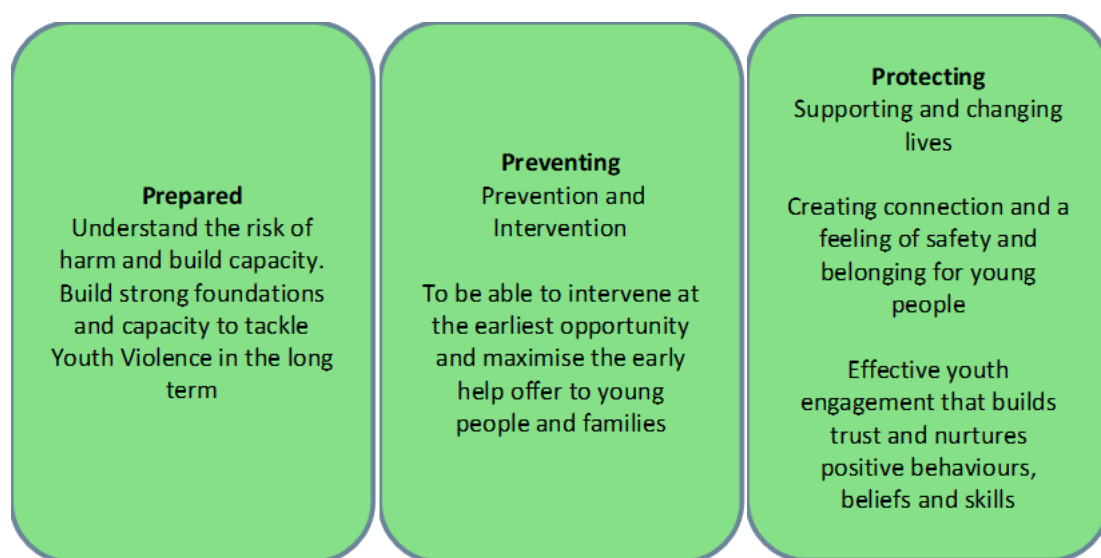 Prepared
Understand the risk of
harm and build capacity.
Build strong foundations
and capacity to tackle
Youth Violence in the long
term
Preventing
Prevention and
Intervention
To be able to intervene at
the earliest opportunity
and maximise the early
help offer to young
people and families
Protecting
Supporting and changing
lives
Creating connection and a
feeling of safety and
belonging for young
people
Effective youth
engagement that builds
trust and nurtures
positive behaviours,
beliefs and skills